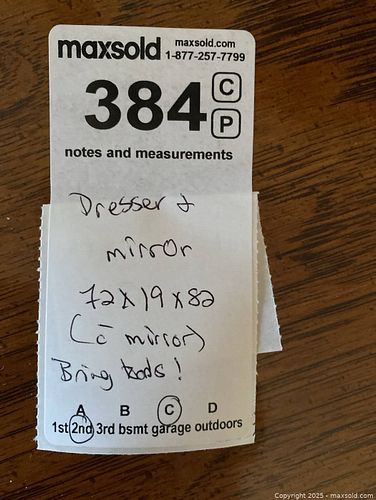 maxsold maxsold.com
1-877-257-7799
384 C
P
notes and measurements
Dresser +
mirror
72x19x82
(c̄ mirror)
Bring tools!
A B C D
1st 2nd 3rd bsmt garage outdoors
Copyright © 2025 - maxsold.com